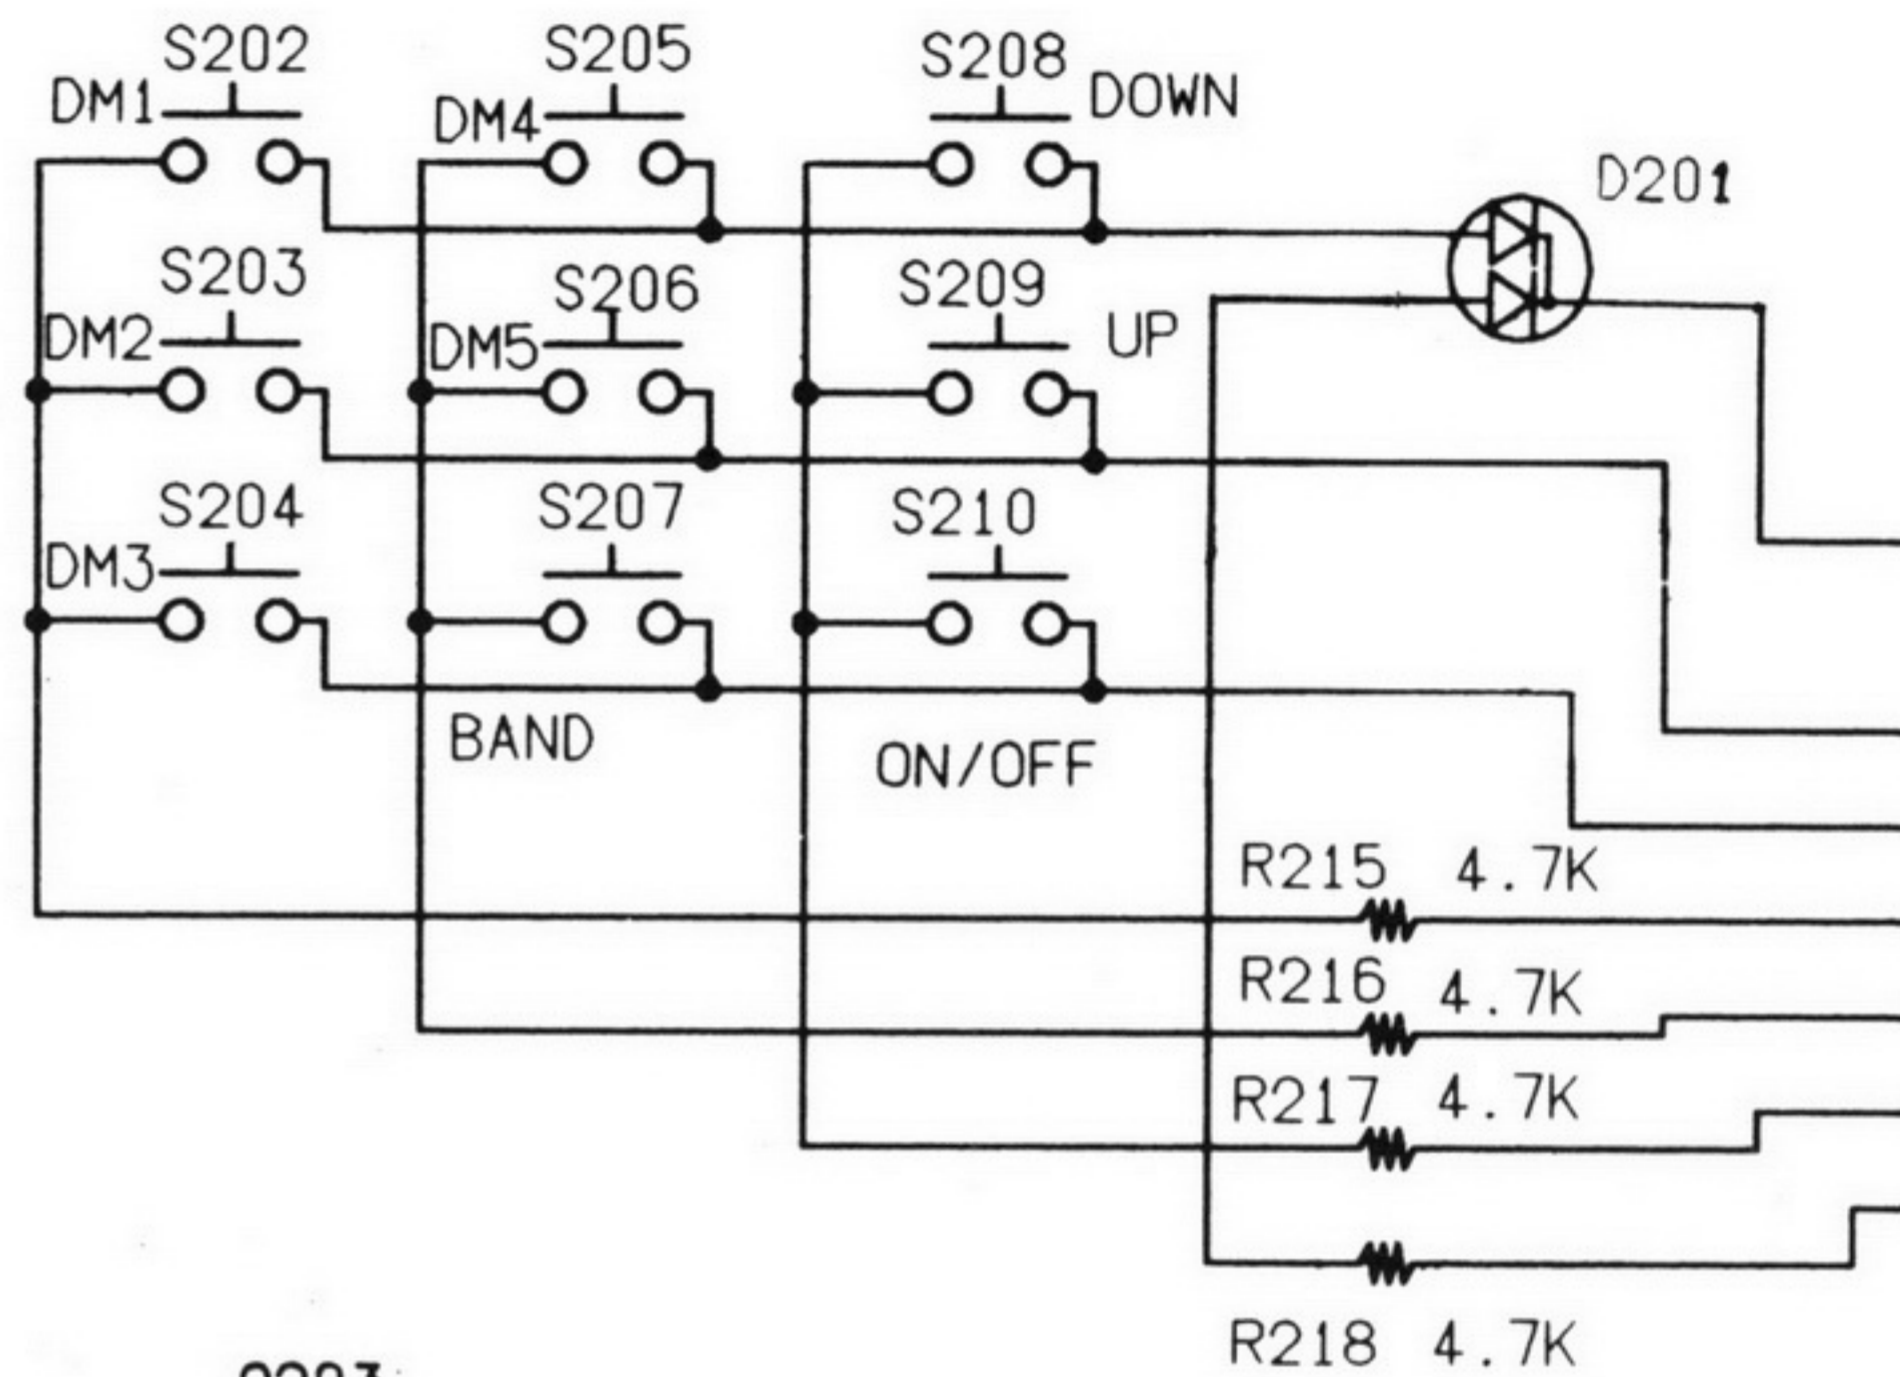 S202
S205
S208
DM1
DM4
DOWN
D201
S203
S206
S209
DM2
DM5
UP
S204
S207
S210
DM3
BAND
ON/OFF
R215 4.7K
R216 4.7K
R217 4.7K
R218 4.7K